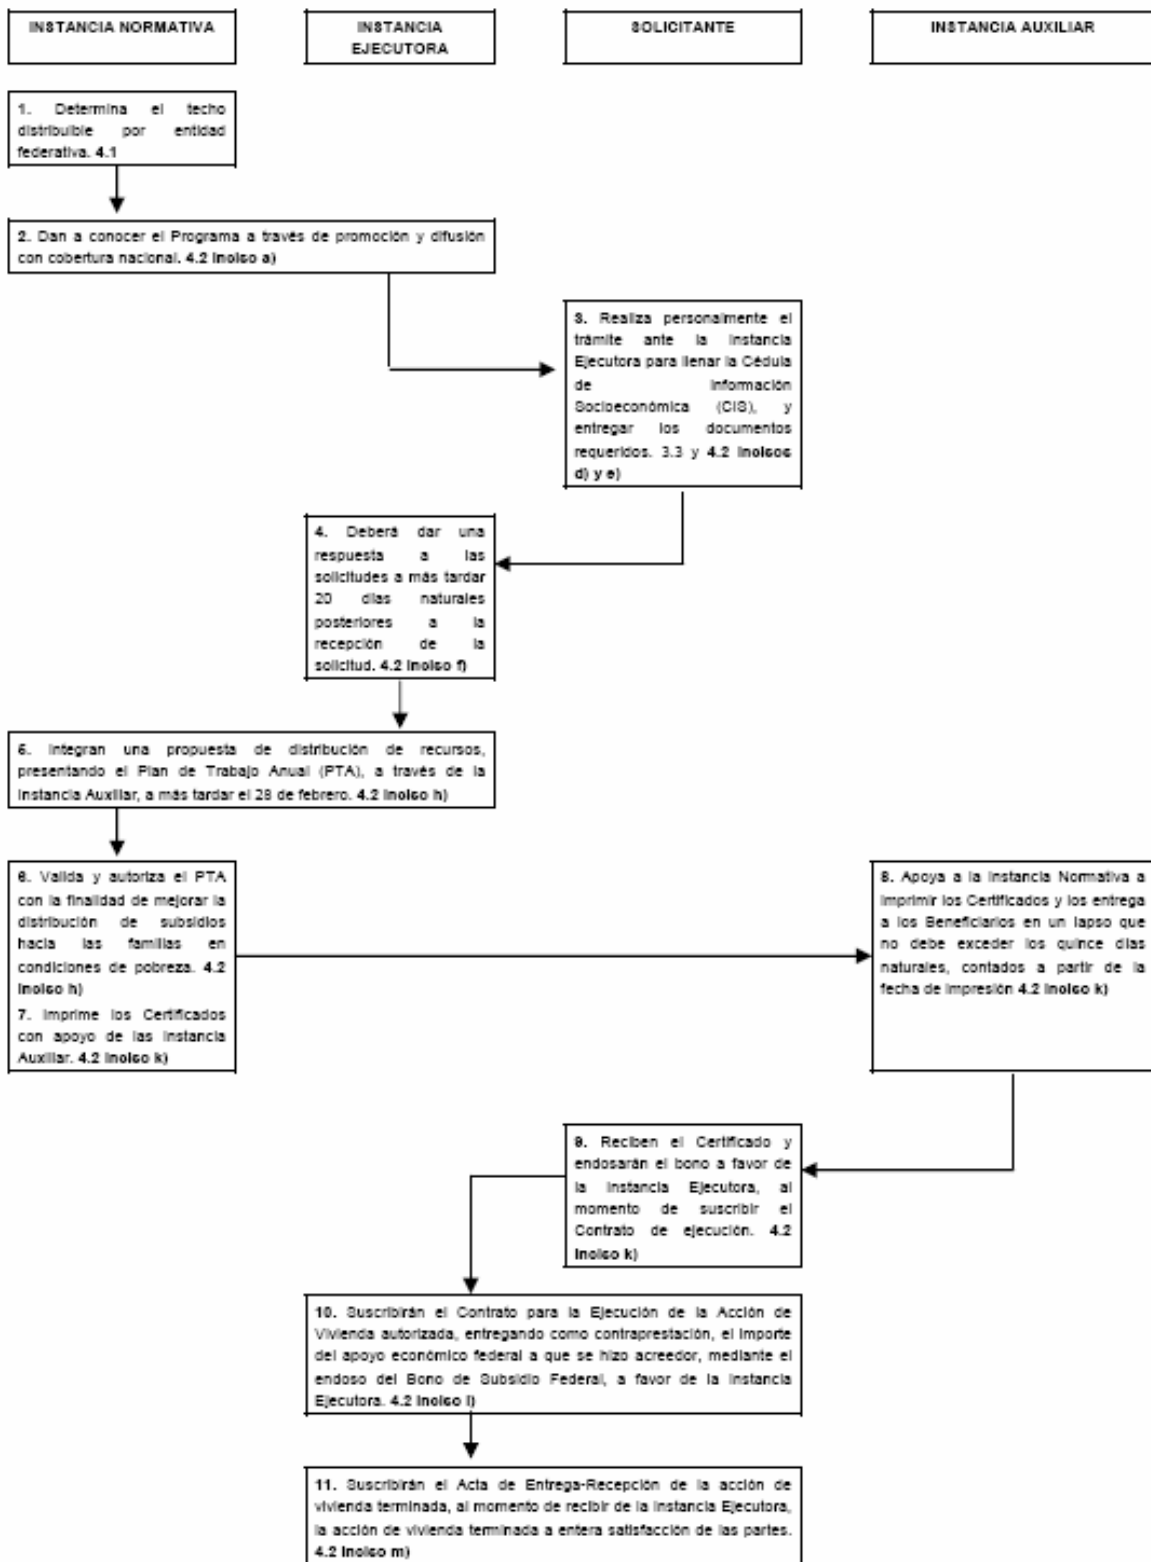 INSTANCIA NORMATIVA
INSTANCIA
EJECUTORA
SOLICITANTE
INSTANCIA AUXILIAR
1. Determina el techo
distribuible por entidad
federativa. 4.1
2. Dan a conocer el Programa a través de promoción y difusión
con cobertura nacional. 4.2 inciso a)
3. Realiza personalmente el
trámite ante la Instancia
Ejecutora para llenar la Cédula
de Información
Socioeconómica (CIS), y
entregar los documentos
requeridos. 3.3 y 4.2 incisos
d) y e)
4. Deberá dar una
respuesta a las
solicitudes a más tardar
20 días naturales
posteriores a la
recepción de la
solicitud. 4.2 inciso f)
5. Integran una propuesta de distribución de recursos,
presentando el Plan de Trabajo Anual (PTA), a través de la
Instancia Auxiliar, a más tardar el 28 de febrero. 4.2 inciso h)
6. Valida y autoriza el PTA
con la finalidad de mejorar la
distribución de subsidios
hacia las familias en
condiciones de pobreza. 4.2
inciso h)
7. Imprime los Certificados
con apoyo de las Instancia
Auxiliar. 4.2 inciso k)
8. Apoya a la Instancia Normativa a
imprimir los Certificados y los entrega
a los Beneficiarios en un lapso que
no debe exceder los quince días
naturales, contados a partir de la
fecha de impresión 4.2 inciso k)
9. Reciben el Certificado y
endosarán el bono a favor de
la Instancia Ejecutora, al
momento de suscribir el
Contrato de ejecución. 4.2
inciso k)
10. Suscribirán el Contrato para la Ejecución de la Acción de
Vivienda autorizada, entregando como contraprestación, el importe
del apoyo económico federal a que se hizo acreedor, mediante el
endoso del Bono de Subsidio Federal, a favor de la Instancia
Ejecutora. 4.2 inciso l)
11. Suscribirán el Acta de Entrega-Recepción de la acción de
vivienda terminada, al momento de recibir de la Instancia Ejecutora,
la acción de vivienda terminada a entera satisfacción de las partes.
4.2 inciso m)